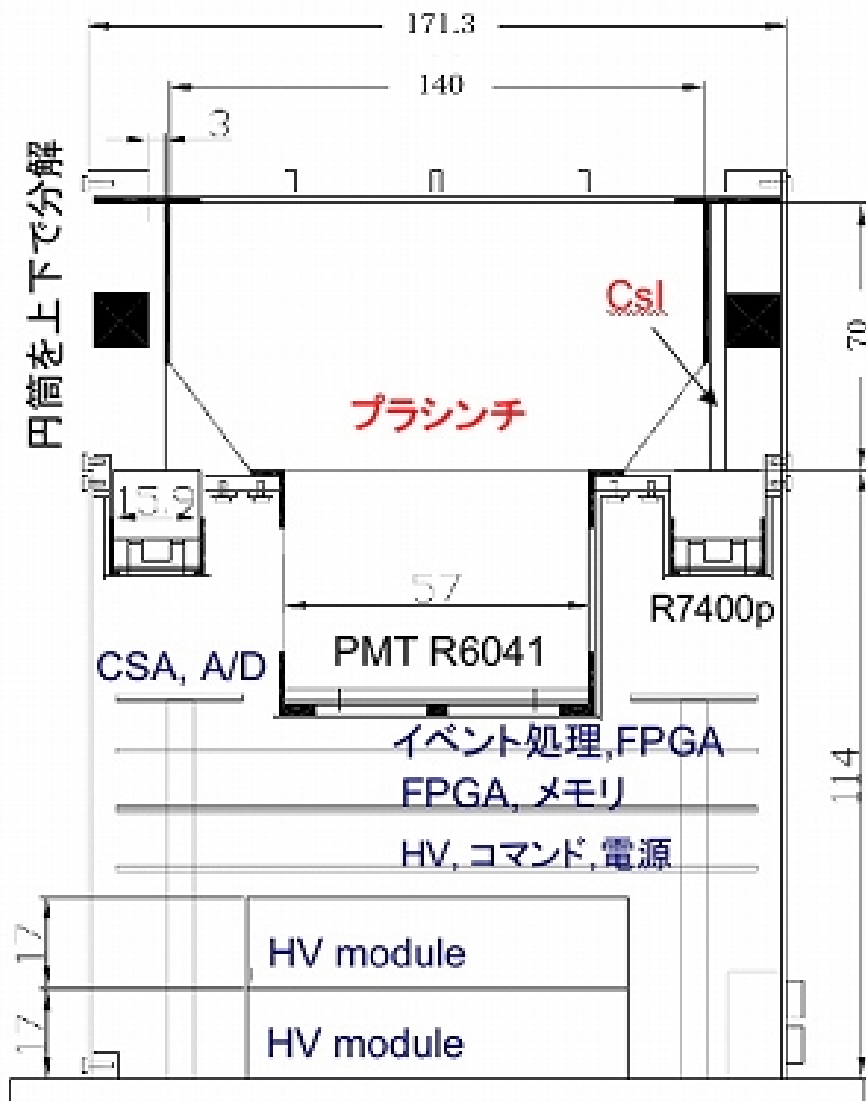 171.3
140
3
円筒を上下で分解
CsI
70
プラシンチ
15.9
57
R7400p
PMT R6041
CSA, A/D
イベント処理,FPGA
114
FPGA, メモリ
HV, コマンド,電源
17
HV module
17
HV module